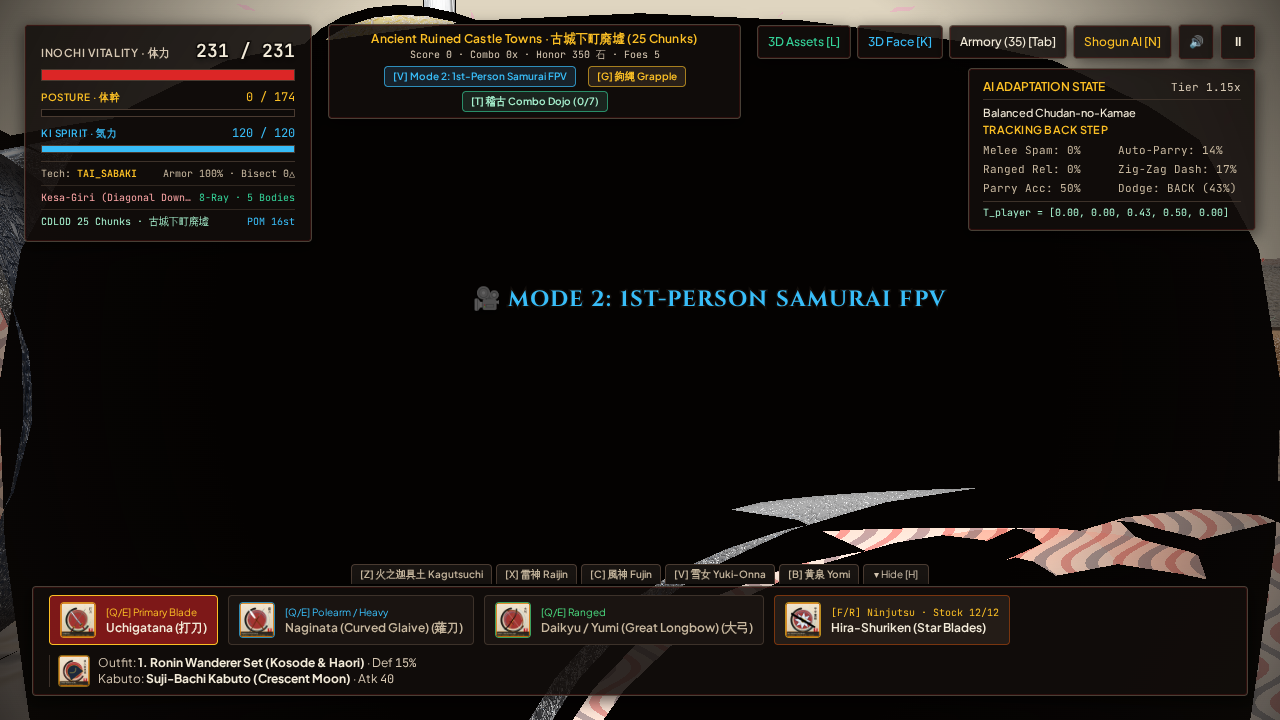 INOCHI VITALITY · 体力 231 / 231
POSTURE · 体幹 0 / 174
KI SPIRIT · 気力 120 / 120
Tech: TAI_SABAKI Armor 100% · Bisect 0△
Kesa-Giri (Diagonal Down… 8-Ray · 5 Bodies
CDLOD 25 Chunks · 古城下町廃墟 POM 16st
Ancient Ruined Castle Towns · 古城下町廃墟 (25 Chunks)
Score 0 · Combo 0x · Honor 350 石 · Foes 5
[V] Mode 2: 1st-Person Samurai FPV
[G] 鉤縄 Grapple
[T] 稽古 Combo Dojo (0/7)
3D Assets [L]
3D Face [K]
Armory (35) [Tab]
Shogun AI [N]
AI ADAPTATION STATE Tier 1.15x
Balanced Chudan-no-Kamae
TRACKING BACK STEP
Melee Spam: 0% Auto-Parry: 14%
Ranged Rel: 0% Zig-Zag Dash: 17%
Parry Acc: 50% Dodge: BACK (43%)
T_player = [0.00, 0.00, 0.43, 0.50, 0.00]
MODE 2: 1ST-PERSON SAMURAI FPV
[Z] 火之迦具土 Kagutsuchi
[X] 雷神 Raijin
[C] 風神 Fujin
[V] 雪女 Yuki-Onna
[B] 黄泉 Yomi
▾ Hide [H]
[Q/E] Primary Blade
Uchigatana (打刀)
[Q/E] Polearm / Heavy
Naginata (Curved Glaive) (薙刀)
[Q/E] Ranged
Daikyu / Yumi (Great Longbow) (大弓)
[F/R] Ninjutsu · Stock 12/12
Hira-Shuriken (Star Blades)
Outfit: 1. Ronin Wanderer Set (Kosode & Haori) · Def 15%
Kabuto: Suji-Bachi Kabuto (Crescent Moon) · Atk 40